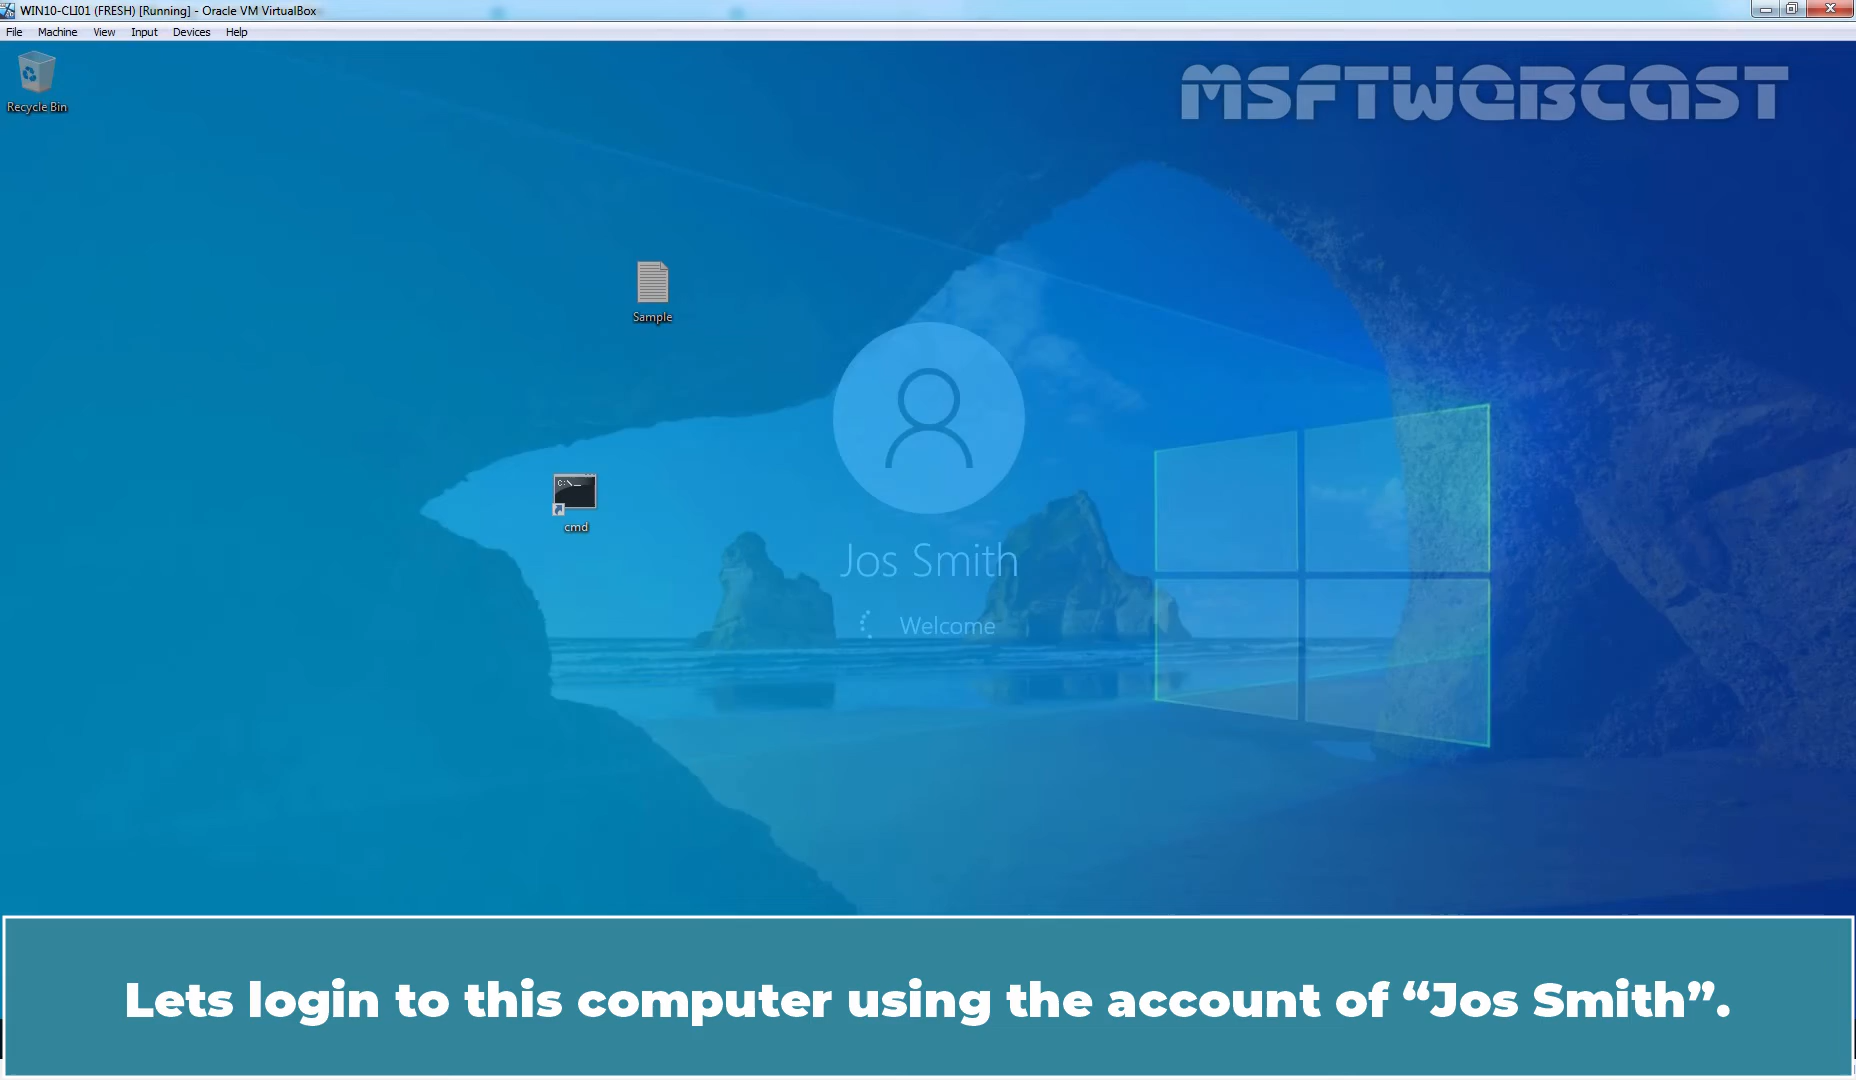 WIN10-CLI01 (FRESH) [Running] - Oracle VM VirtualBox
File Machine View Input Devices Help
Recycle Bin
MSFTWEBCAST
Sample
C:\_
cmd
Jos Smith
Welcome
Lets login to this computer using the account of “Jos Smith”.